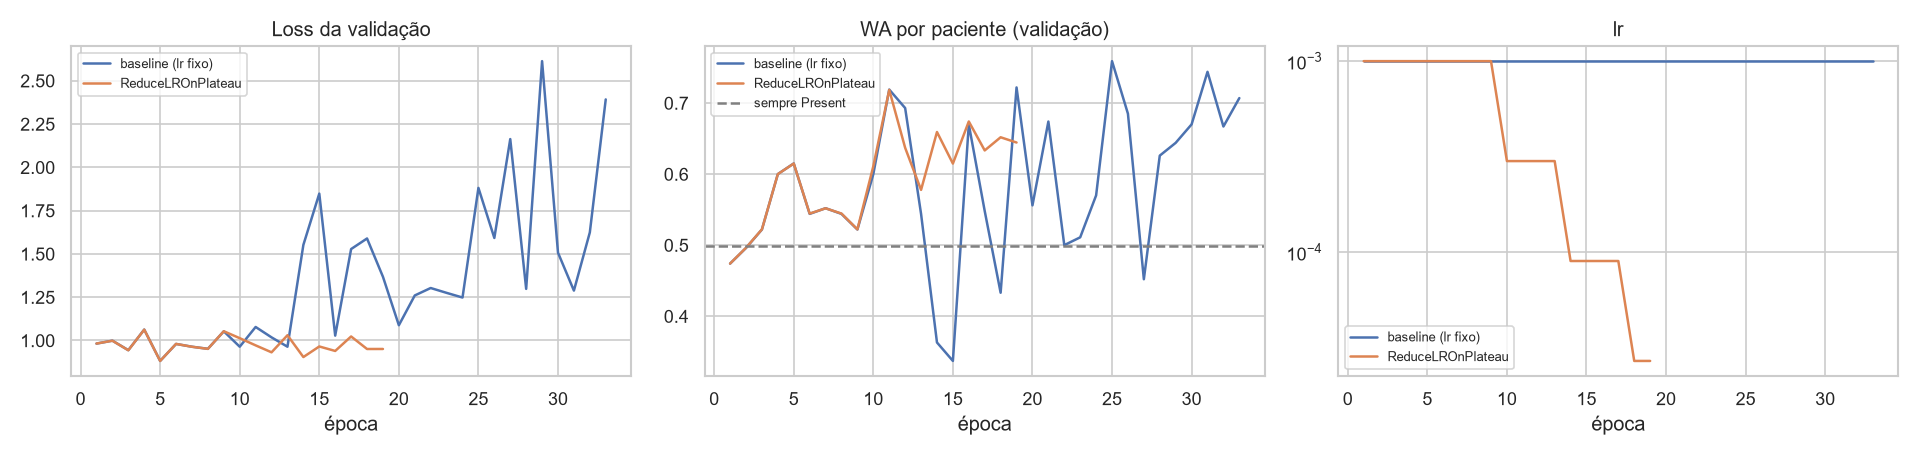 Loss da validação
baseline (lr fixo)
ReduceLROnPlateau
2.50
2.25
2.00
1.75
1.50
1.25
1.00
0
5
10
15
20
25
30
época
WA por paciente (validação)
baseline (lr fixo)
ReduceLROnPlateau
sempre Present
0.7
0.6
0.5
0.4
0
5
10
15
20
25
30
época
lr
10⁻³
10⁻⁴
baseline (lr fixo)
ReduceLROnPlateau
0
5
10
15
20
25
30
época